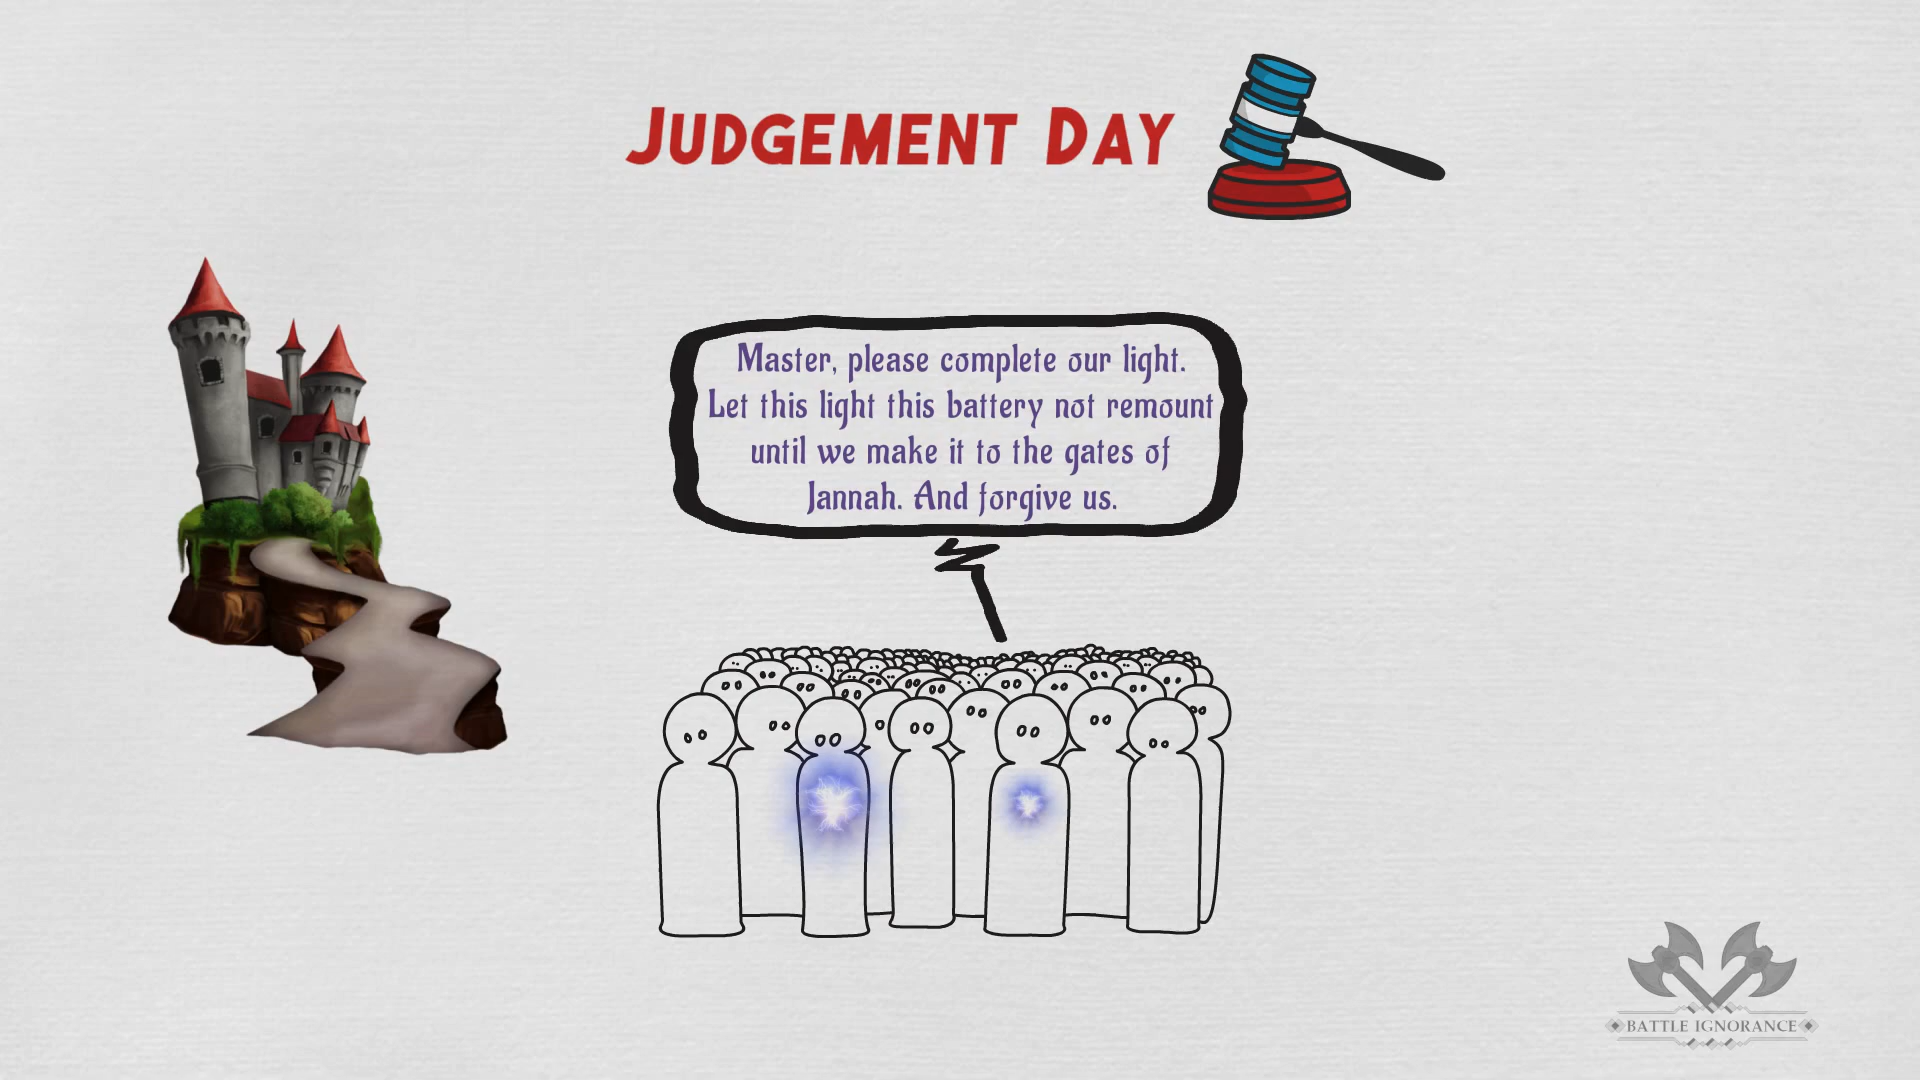 Judgement Day
Master, please complete our light.
Let this light this battery not remount
until we make it to the gates of
Jannah. And forgive us.
BATTLE IGNORANCE